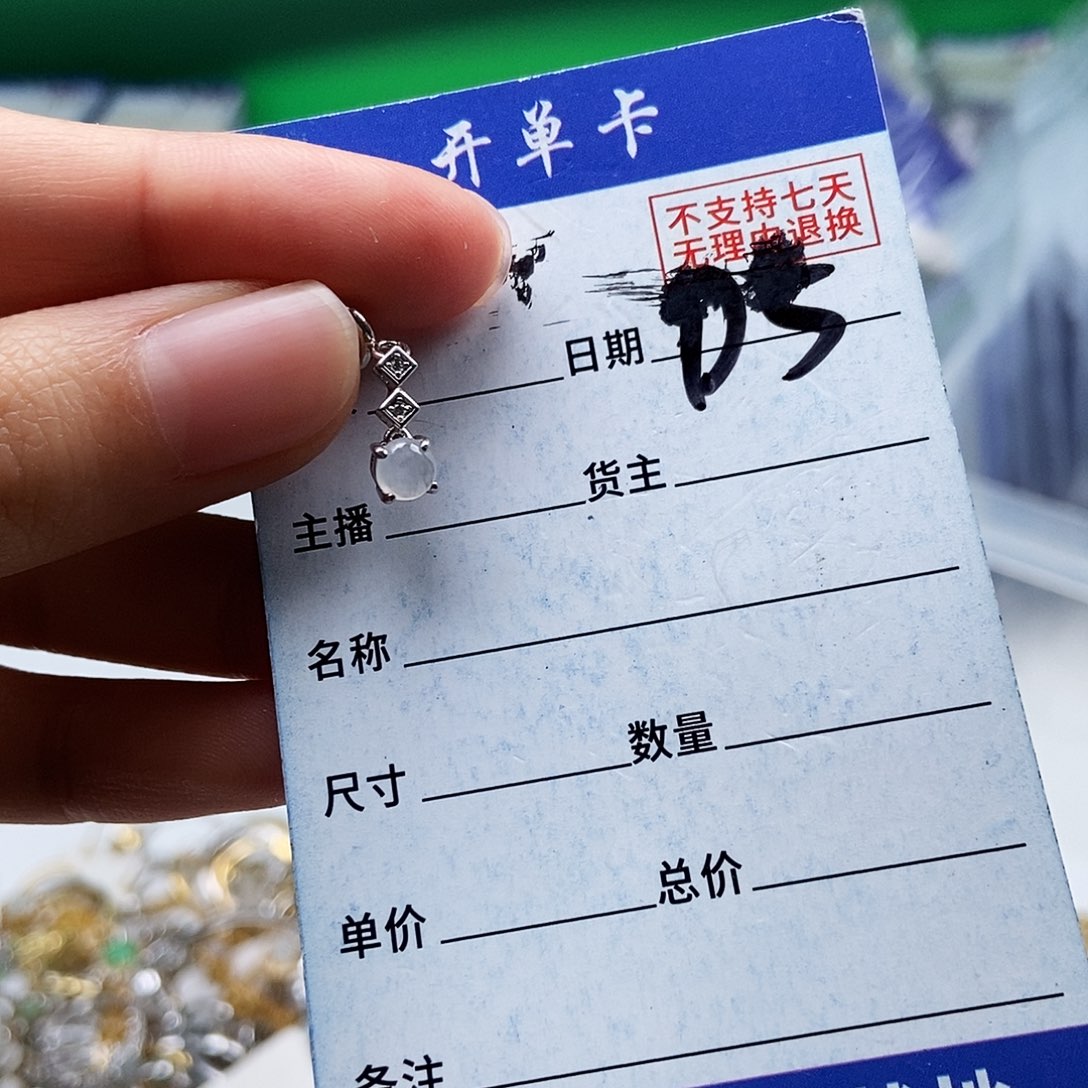 开单卡
不支持七天
无理由退换
D5
日期
主播 货主
名称
尺寸 数量
单价 总价
备注